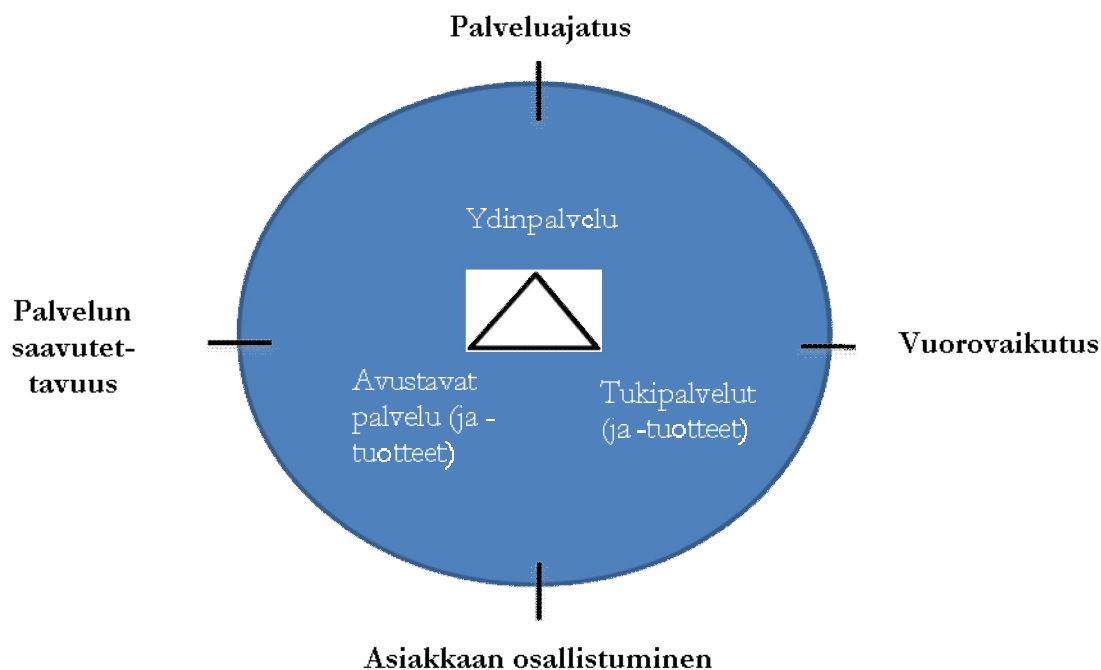 Palveluajatus
Ydinpalvelu
Palvelun
saavutet-
tavuus
Vuorovaikutus
Avustavat
palvelu (ja -
tuotteet)
Tukipalvelut
(ja -tuotteet)
Asiakkaan osallistuminen